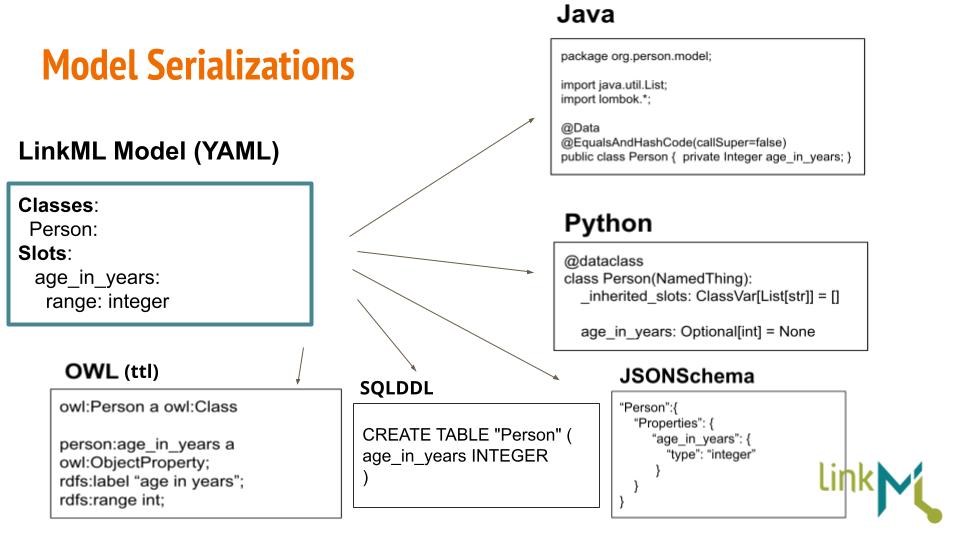 Model Serializations
LinkML Model (YAML)
Classes:
Person:
Slots:
age_in_years:
range: integer
Java
package org.person.model;
import java.util.List;
import lombok.*;
@Data
@EqualsAndHashCode(callSuper=false)
public class Person { private Integer age_in_years; }
Python
@dataclass
class Person(NamedThing):
_inherited_slots: ClassVar[List[str]] = []
age_in_years: Optional[int] = None
OWL (ttl)
owl:Person a owl:Class
person:age_in_years a
owl:ObjectProperty;
rdfs:label “age in years”;
rdfs:range int;
SQLDDL
CREATE TABLE "Person" (
age_in_years INTEGER
)
JSONSchema
“Person”:{
“Properties”: {
“age_in_years”: {
“type”: “integer”
}
}
}
linkML